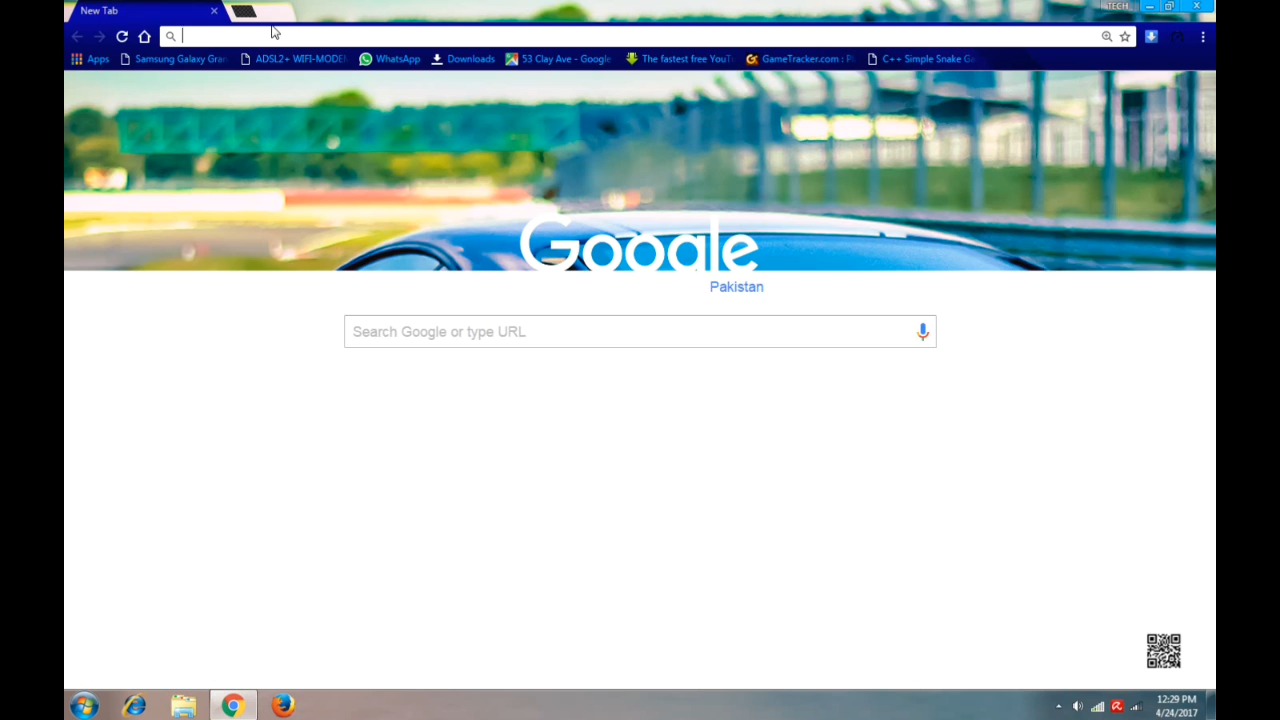 New Tab
TECH
Apps
Samsung Galaxy Gran
ADSL2+ WIFI-MODE
WhatsApp
Downloads
53 Clay Ave - Google
The fastest free YouT
GameTracker.com : P
C++ Simple Snake Ga
Google
Pakistan
Search Google or type URL
12:29 PM
4/24/2017